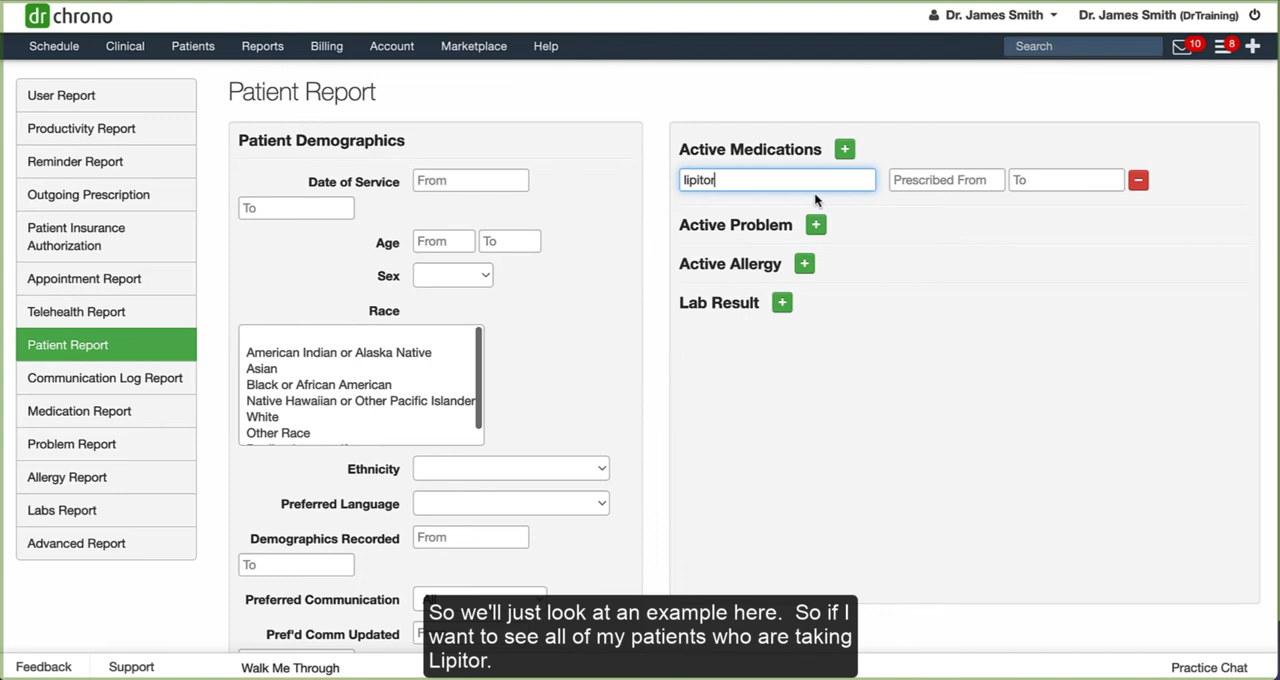 dr chrono
Dr. James Smith
Dr. James Smith (DrTraining)
Schedule
Clinical
Patients
Reports
Billing
Account
Marketplace
Help
Search
10
8
User Report
Productivity Report
Reminder Report
Outgoing Prescription
Patient Insurance
Authorization
Appointment Report
Telehealth Report
Patient Report
Communication Log Report
Medication Report
Problem Report
Allergy Report
Labs Report
Advanced Report
Patient Report
Patient Demographics
Date of Service From
To
Age From To
Sex
Race
American Indian or Alaska Native
Asian
Black or African American
Native Hawaiian or Other Pacific Islander
White
Other Race
Ethnicity
Preferred Language
Demographics Recorded From
To
Preferred Communication
Pref'd Comm Updated
Active Medications +
lipitor Prescribed From To
Active Problem +
Active Allergy +
Lab Result +
So we'll just look at an example here. So if I
want to see all of my patients who are taking
Lipitor.
Feedback
Support
Walk Me Through
Practice Chat